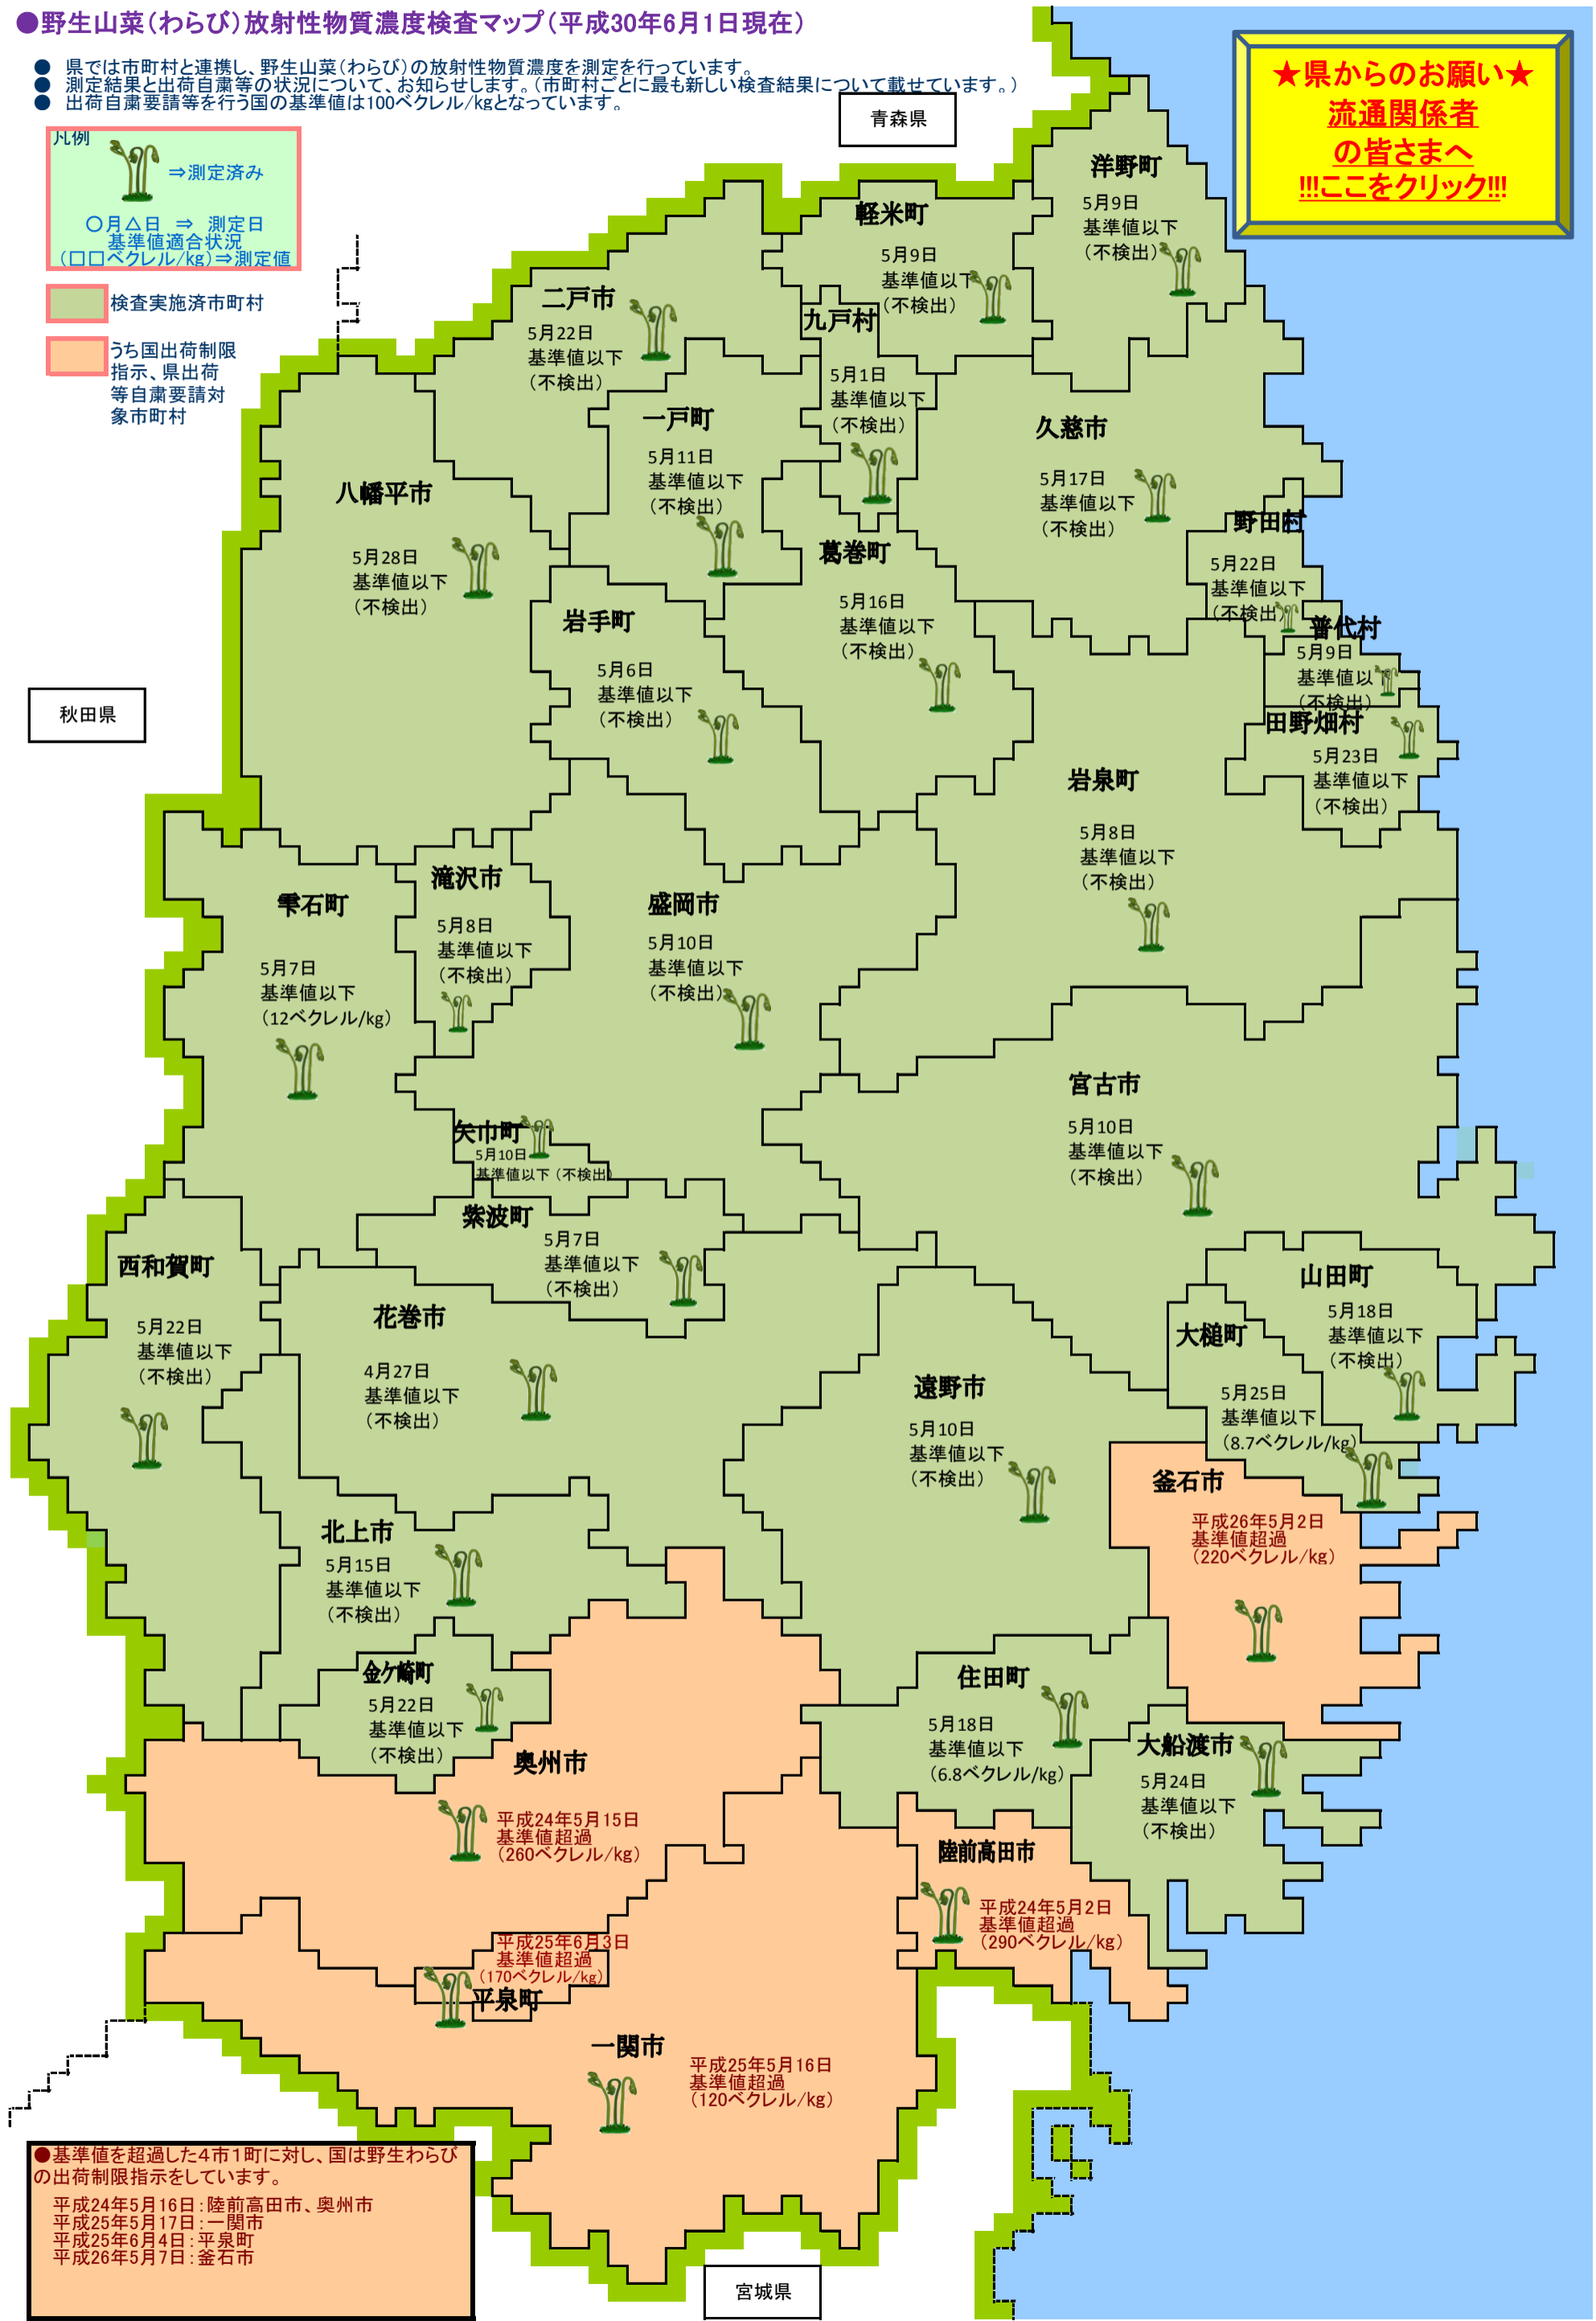 ●野生山菜（わらび）放射性物質濃度検査マップ（平成30年6月1日現在）
● 県では市町村と連携し、野生山菜（わらび）の放射性物質濃度を測定を行っています。
● 測定結果と出荷自粛等の状況について、お知らせします。（市町村ごとに最も新しい検査結果について載せています。）
● 出荷自粛要請等を行う国の基準値は100ベクレル/kgとなっています。
★県からのお願い★
流通関係者
の皆さまへ
!!!ここをクリック!!!
凡例
⇒測定済み
〇月△日 ⇒ 測定日
基準値適合状況
（□□ベクレル/kg）⇒測定値
検査実施済市町村
うち国出荷制限
指示、県出荷
等自粛要請対
象市町村
青森県
秋田県
洋野町
5月9日
基準値以下
（不検出）
軽米町
5月9日
基準値以下
（不検出）
二戸市
5月22日
基準値以下
（不検出）
九戸村
5月1日
基準値以下
（不検出）
一戸町
5月11日
基準値以下
（不検出）
久慈市
5月17日
基準値以下
（不検出）
八幡平市
5月28日
基準値以下
（不検出）
野田村
5月22日
基準値以下
（不検出）
葛巻町
5月16日
基準値以下
（不検出）
岩手町
5月6日
基準値以下
（不検出）
普代村
5月9日
基準値以下
（不検出）
田野畑村
5月23日
基準値以下
（不検出）
岩泉町
5月8日
基準値以下
（不検出）
滝沢市
5月8日
基準値以下
（不検出）
雫石町
5月7日
基準値以下
（12ベクレル/kg）
盛岡市
5月10日
基準値以下
（不検出）
宮古市
5月10日
基準値以下
（不検出）
矢巾町
5月10日
基準値以下（不検出）
紫波町
5月7日
基準値以下
（不検出）
西和賀町
5月22日
基準値以下
（不検出）
花巻市
4月27日
基準値以下
（不検出）
山田町
5月18日
基準値以下
（不検出）
大槌町
5月25日
基準値以下
（8.7ベクレル/kg）
遠野市
5月10日
基準値以下
（不検出）
釜石市
平成26年5月2日
基準値超過
（220ベクレル/kg）
北上市
5月15日
基準値以下
（不検出）
金ケ崎町
5月22日
基準値以下
（不検出）
住田町
5月18日
基準値以下
（6.8ベクレル/kg）
大船渡市
5月24日
基準値以下
（不検出）
奥州市
平成24年5月15日
基準値超過
（260ベクレル/kg）
陸前高田市
平成24年5月2日
基準値超過
（290ベクレル/kg）
平成25年6月3日
基準値超過
（170ベクレル/kg）
平泉町
一関市
平成25年5月16日
基準値超過
（120ベクレル/kg）
●基準値を超過した４市１町に対し、国は野生わらび
の出荷制限指示をしています。
平成24年5月16日：陸前高田市、奥州市
平成25年5月17日：一関市
平成25年6月4日：平泉町
平成26年5月7日：釜石市
宮城県